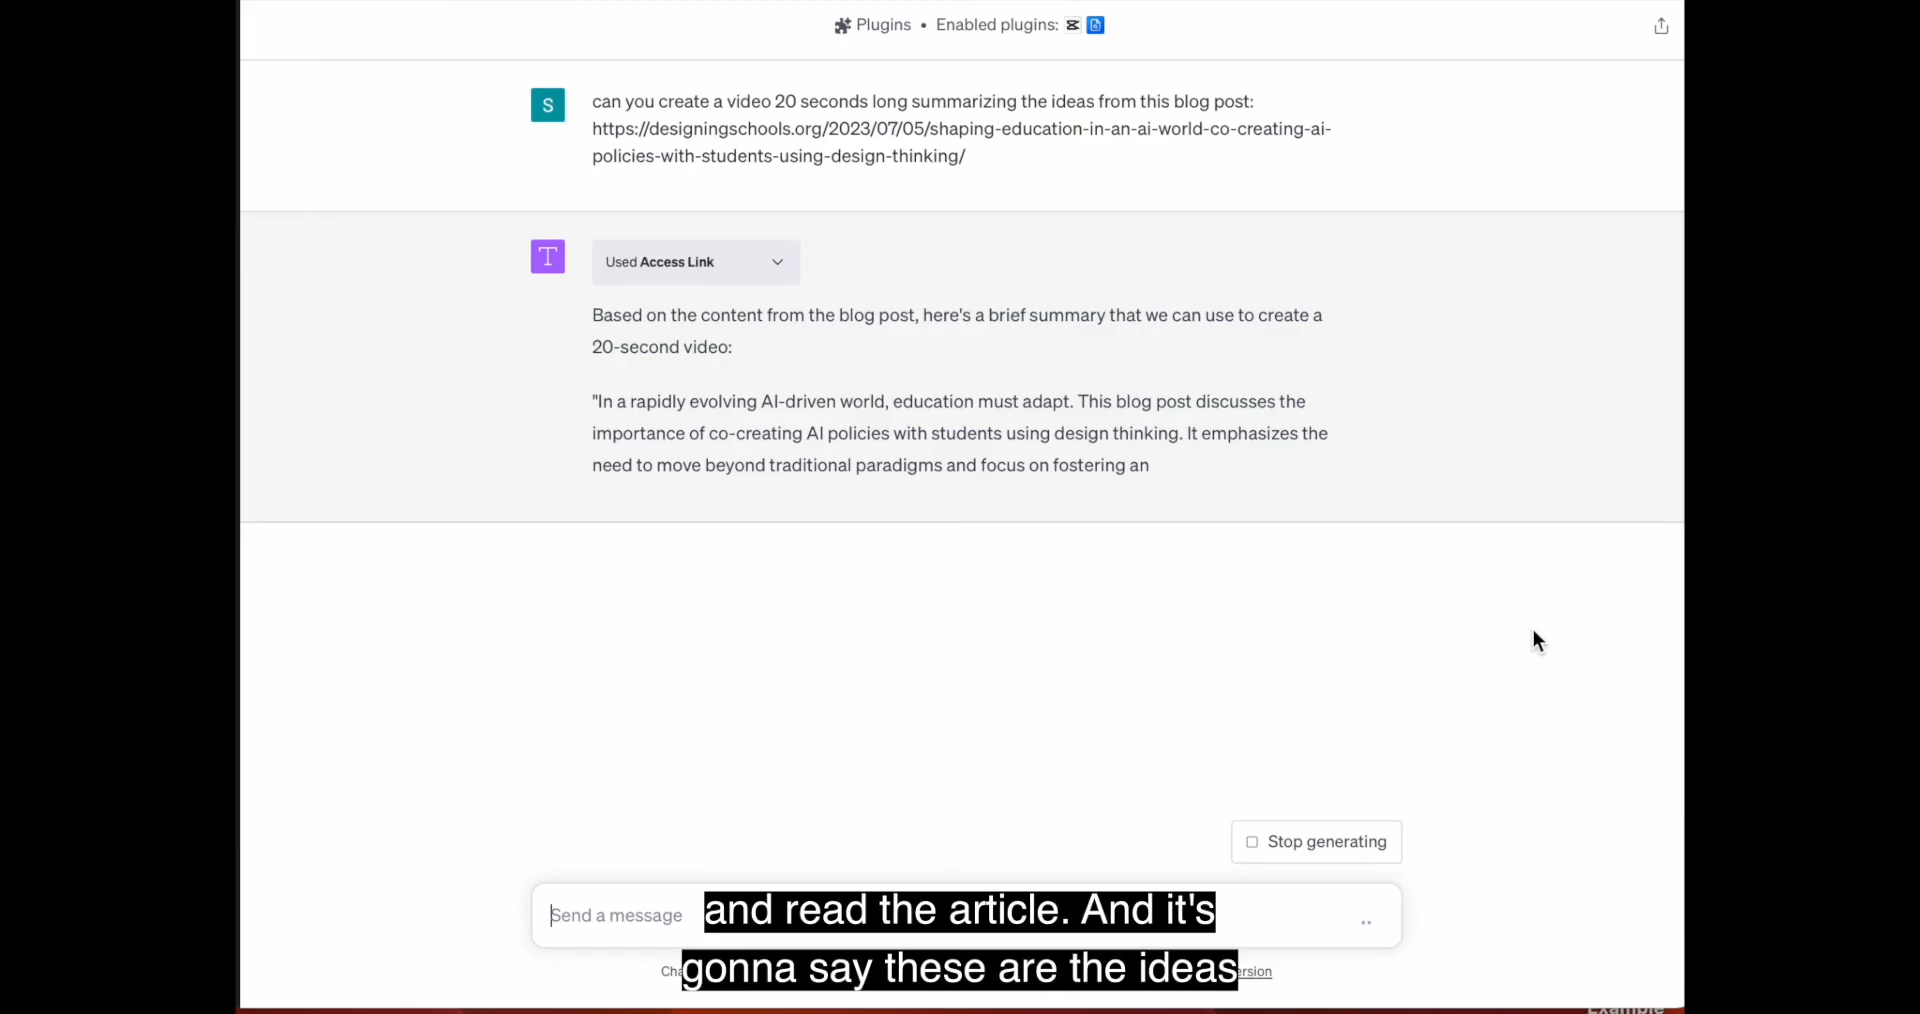 Plugins • Enabled plugins:
S
can you create a video 20 seconds long summarizing the ideas from this blog post:
https://designingschools.org/2023/07/05/shaping-education-in-an-ai-world-co-creating-ai-
policies-with-students-using-design-thinking/
T
Used Access Link
Based on the content from the blog post, here's a brief summary that we can use to create a
20-second video:
"In a rapidly evolving AI-driven world, education must adapt. This blog post discusses the
importance of co-creating AI policies with students using design thinking. It emphasizes the
need to move beyond traditional paradigms and focus on fostering an
Stop generating
Send a message
and read the article. And it's
gonna say these are the ideas